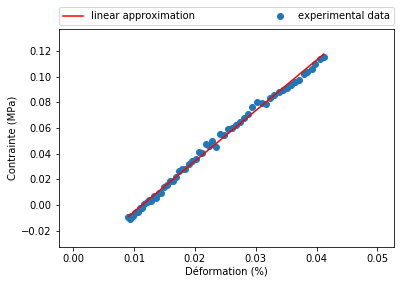 linear approximation experimental data
0.12
0.10
0.08
0.06
0.04
0.02
0.00
−0.02
Contrainte (MPa)
0.00 0.01 0.02 0.03 0.04 0.05
Déformation (%)